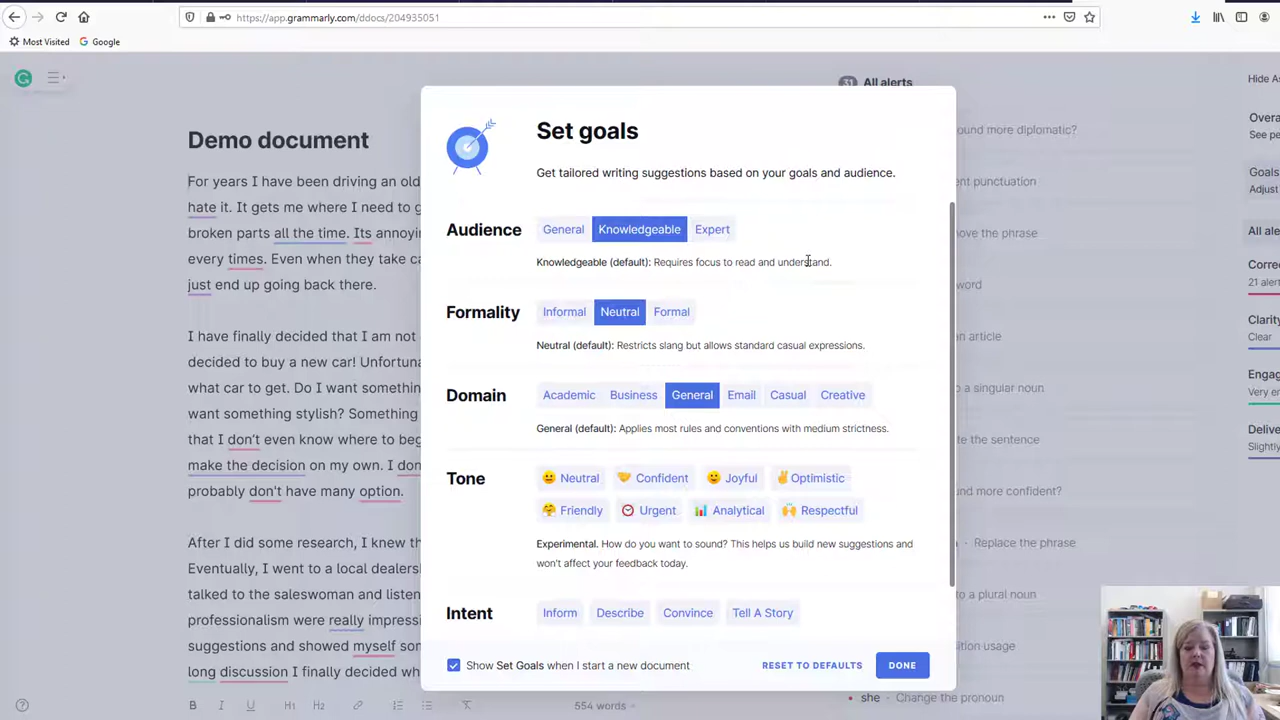 https://app.grammarly.com/ddocs/204935051
Most Visited Google
Demo document
For years I have been driving an old
hate it. It gets me where I need to g
broken parts all the time. Its annoyin
every times. Even when they take ca
just end up going back there.
I have finally decided that I am not
decided to buy a new car! Unfortuna
what car to get. Do I want somethin
want something stylish? Something
that I don't even know where to beg
make the decision on my own. I don
probably don't have many option.
After I did some research, I knew th
Eventually, I went to a local dealers
talked to the saleswoman and listen
professionalism were really impress
suggestions and showed myself som
long discussion I finally decided wh
B I U H1 H2 554 words
Set goals
Get tailored writing suggestions based on your goals and audience.
Audience General Knowledgeable Expert
Knowledgeable (default): Requires focus to read and understand.
Formality Informal Neutral Formal
Neutral (default): Restricts slang but allows standard casual expressions.
Domain Academic Business General Email Casual Creative
General (default): Applies most rules and conventions with medium strictness.
Tone Neutral Confident Joyful Optimistic
Friendly Urgent Analytical Respectful
Experimental. How do you want to sound? This helps us build new suggestions and
won't affect your feedback today.
Intent Inform Describe Convince Tell A Story
Show Set Goals when I start a new document RESET TO DEFAULTS DONE
31 All alerts
ound more diplomatic?
ent punctuation
ove the phrase
word
an article
o a singular noun
te the sentence
und more confident?
Replace the phrase
to a plural noun
sition usage
she - Change the pronoun
Hide As
Overa
See pe
Goals
Adjust
All ale
Correc
21 alert
Clarity
Clear
Engag
Very en
Delive
Slightly